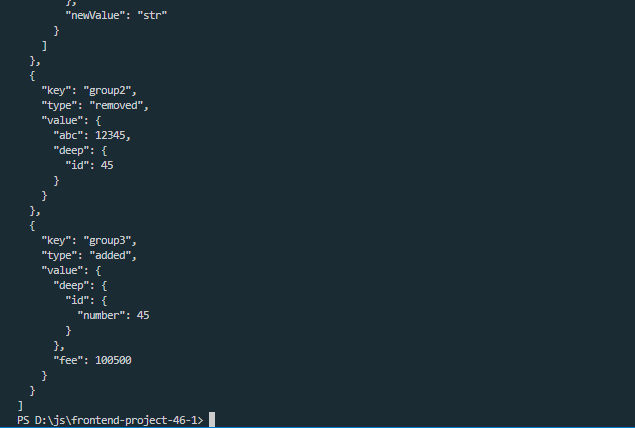 },
          "newValue": "str"
        }
      ]
    },
    {
      "key": "group2",
      "type": "removed",
      "value": {
        "abc": 12345,
        "deep": {
          "id": 45
        }
      }
    },
    {
      "key": "group3",
      "type": "added",
      "value": {
        "deep": {
          "id": {
            "number": 45
          }
        },
        "fee": 100500
      }
    }
  ]
PS D:\js\frontend-project-46-1>